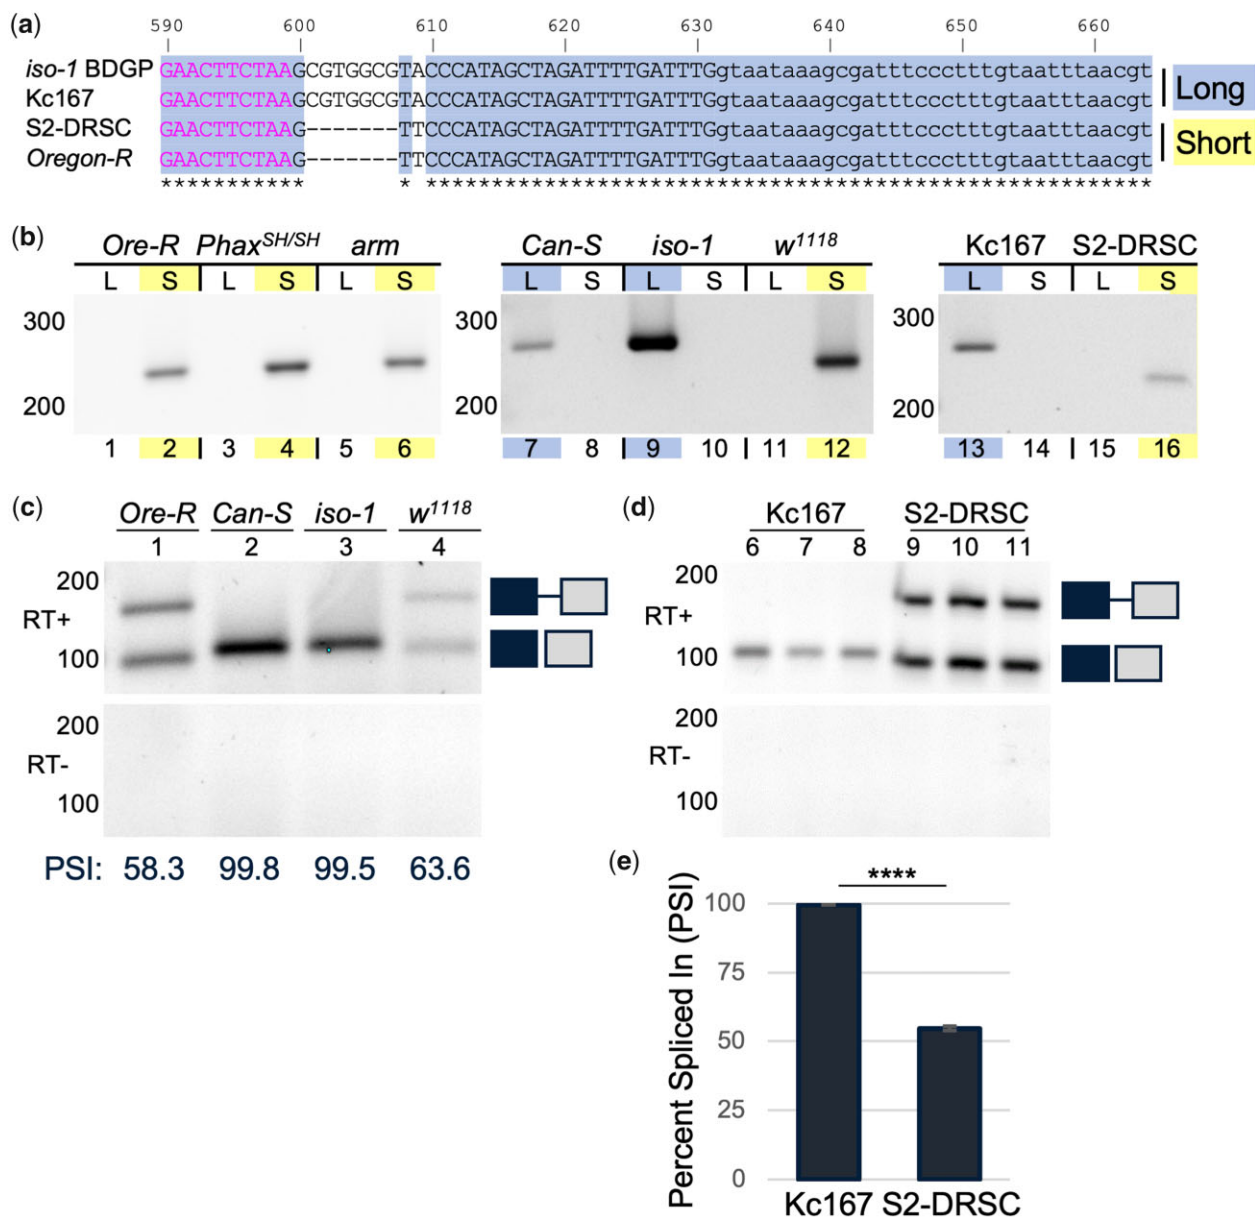 (a)
590 600 610 620 630 640 650 660
iso-1 BDGP GAACTTCTAAGCGTGGCGTACCCATAGCTAGATTTTGATTTGgtaataaagcgatttccctttgtaatttaacgt
Kc167 GAACTTCTAAGCGTGGCGTACCCATAGCTAGATTTTGATTTGgtaataaagcgatttccctttgtaatttaacgt
Long
S2-DRSC GAACTTCTAAG-------TTCCCATAGCTAGATTTTGATTTGgtaataaagcgatttccctttgtaatttaacgt
Oregon-R GAACTTCTAAG-------TTCCCATAGCTAGATTTTGATTTGgtaataaagcgatttccctttgtaatttaacgt
Short
*********** * *******************************************************
(b)
Ore-R Phax^SH/SH arm
L S L S L S
300
200
1 2 3 4 5 6
Can-S iso-1 w^1118
L S L S L S
300
200
7 8 9 10 11 12
Kc167 S2-DRSC
L S L S
300
200
13 14 15 16
(c)
Ore-R Can-S iso-1 w^1118
1 2 3 4
200
RT+
100
200
RT-
100
PSI: 58.3 99.8 99.5 63.6
(d)
Kc167 S2-DRSC
6 7 8 9 10 11
200
RT+
100
200
RT-
100
(e)
****
Percent Spliced In (PSI)
100
75
50
25
0
Kc167 S2-DRSC